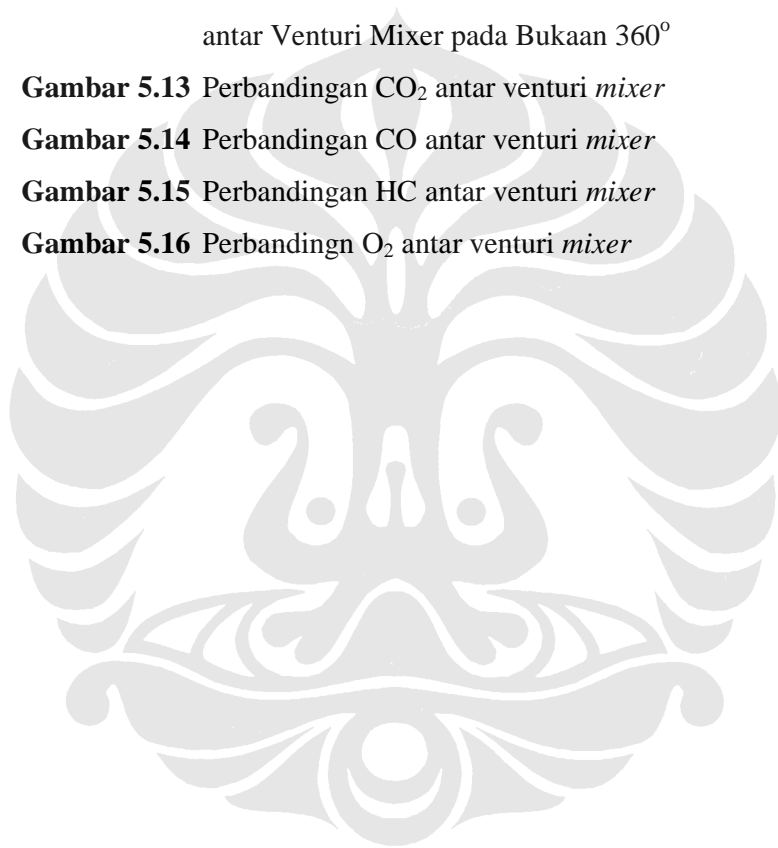 antar Venturi Mixer pada Bukaan 360°
Gambar 5.13 Perbandingan CO₂ antar venturi mixer
Gambar 5.14 Perbandingan CO antar venturi mixer
Gambar 5.15 Perbandingan HC antar venturi mixer
Gambar 5.16 Perbandingn O₂ antar venturi mixer